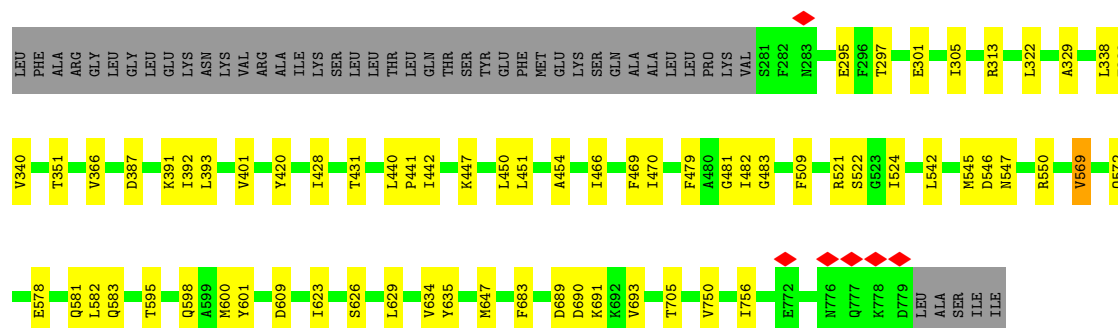 LEU PHE ALA ARG GLY LEU LEU GLY LEU GLU LYS ASN LYS VAL ARG ALA ILE LYS SER LEU LEU THR LEU GLN THR SER TYR GLU PHE MET GLU LYS SER GLN ALA ALA LEU LEU PRO LYS VAL S281 F282 N283 E295 F296 T297 E301 I305 R313 L322 A329 L338
V340 T351 V366 D387 K391 I392 L393 V401 Y420 I428 T431 L440 P441 I442 K447 L450 L451 A454 I466 F469 I470 F479 A480 G481 I482 G483 F509 R521 S522 G523 I524 L542 M545 D546 N547 R550 V569
E578 Q581 L582 Q583 T595 Q598 A599 M600 Y601 D609 I623 S626 L629 V634 Y635 M647 F683 D689 D690 K691 K692 V693 T705 V750 I756 E772 N776 Q777 K778 D779 LEU ALA SER ILE ILE